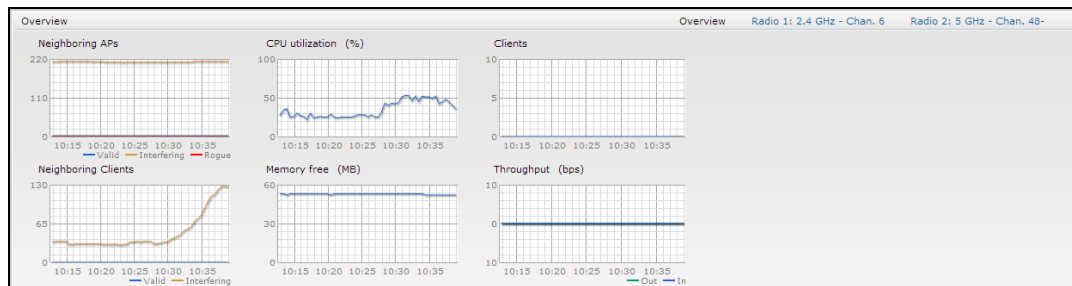 Overview Overview Radio 1: 2.4 GHz - Chan. 6 Radio 2: 5 GHz - Chan. 48-
Neighboring APs
220
110
0
10:15 10:20 10:25 10:30 10:35
Valid Interfering Rogue
CPU utilization (%)
100
50
0
10:15 10:20 10:25 10:30 10:35
Clients
10
5
0
10:15 10:20 10:25 10:30 10:35
Neighboring Clients
130
65
0
10:15 10:20 10:25 10:30 10:35
Valid Interfering
Memory free (MB)
60
30
0
10:15 10:20 10:25 10:30 10:35
Throughput (bps)
10
0
10
10:15 10:20 10:25 10:30 10:35
Out In